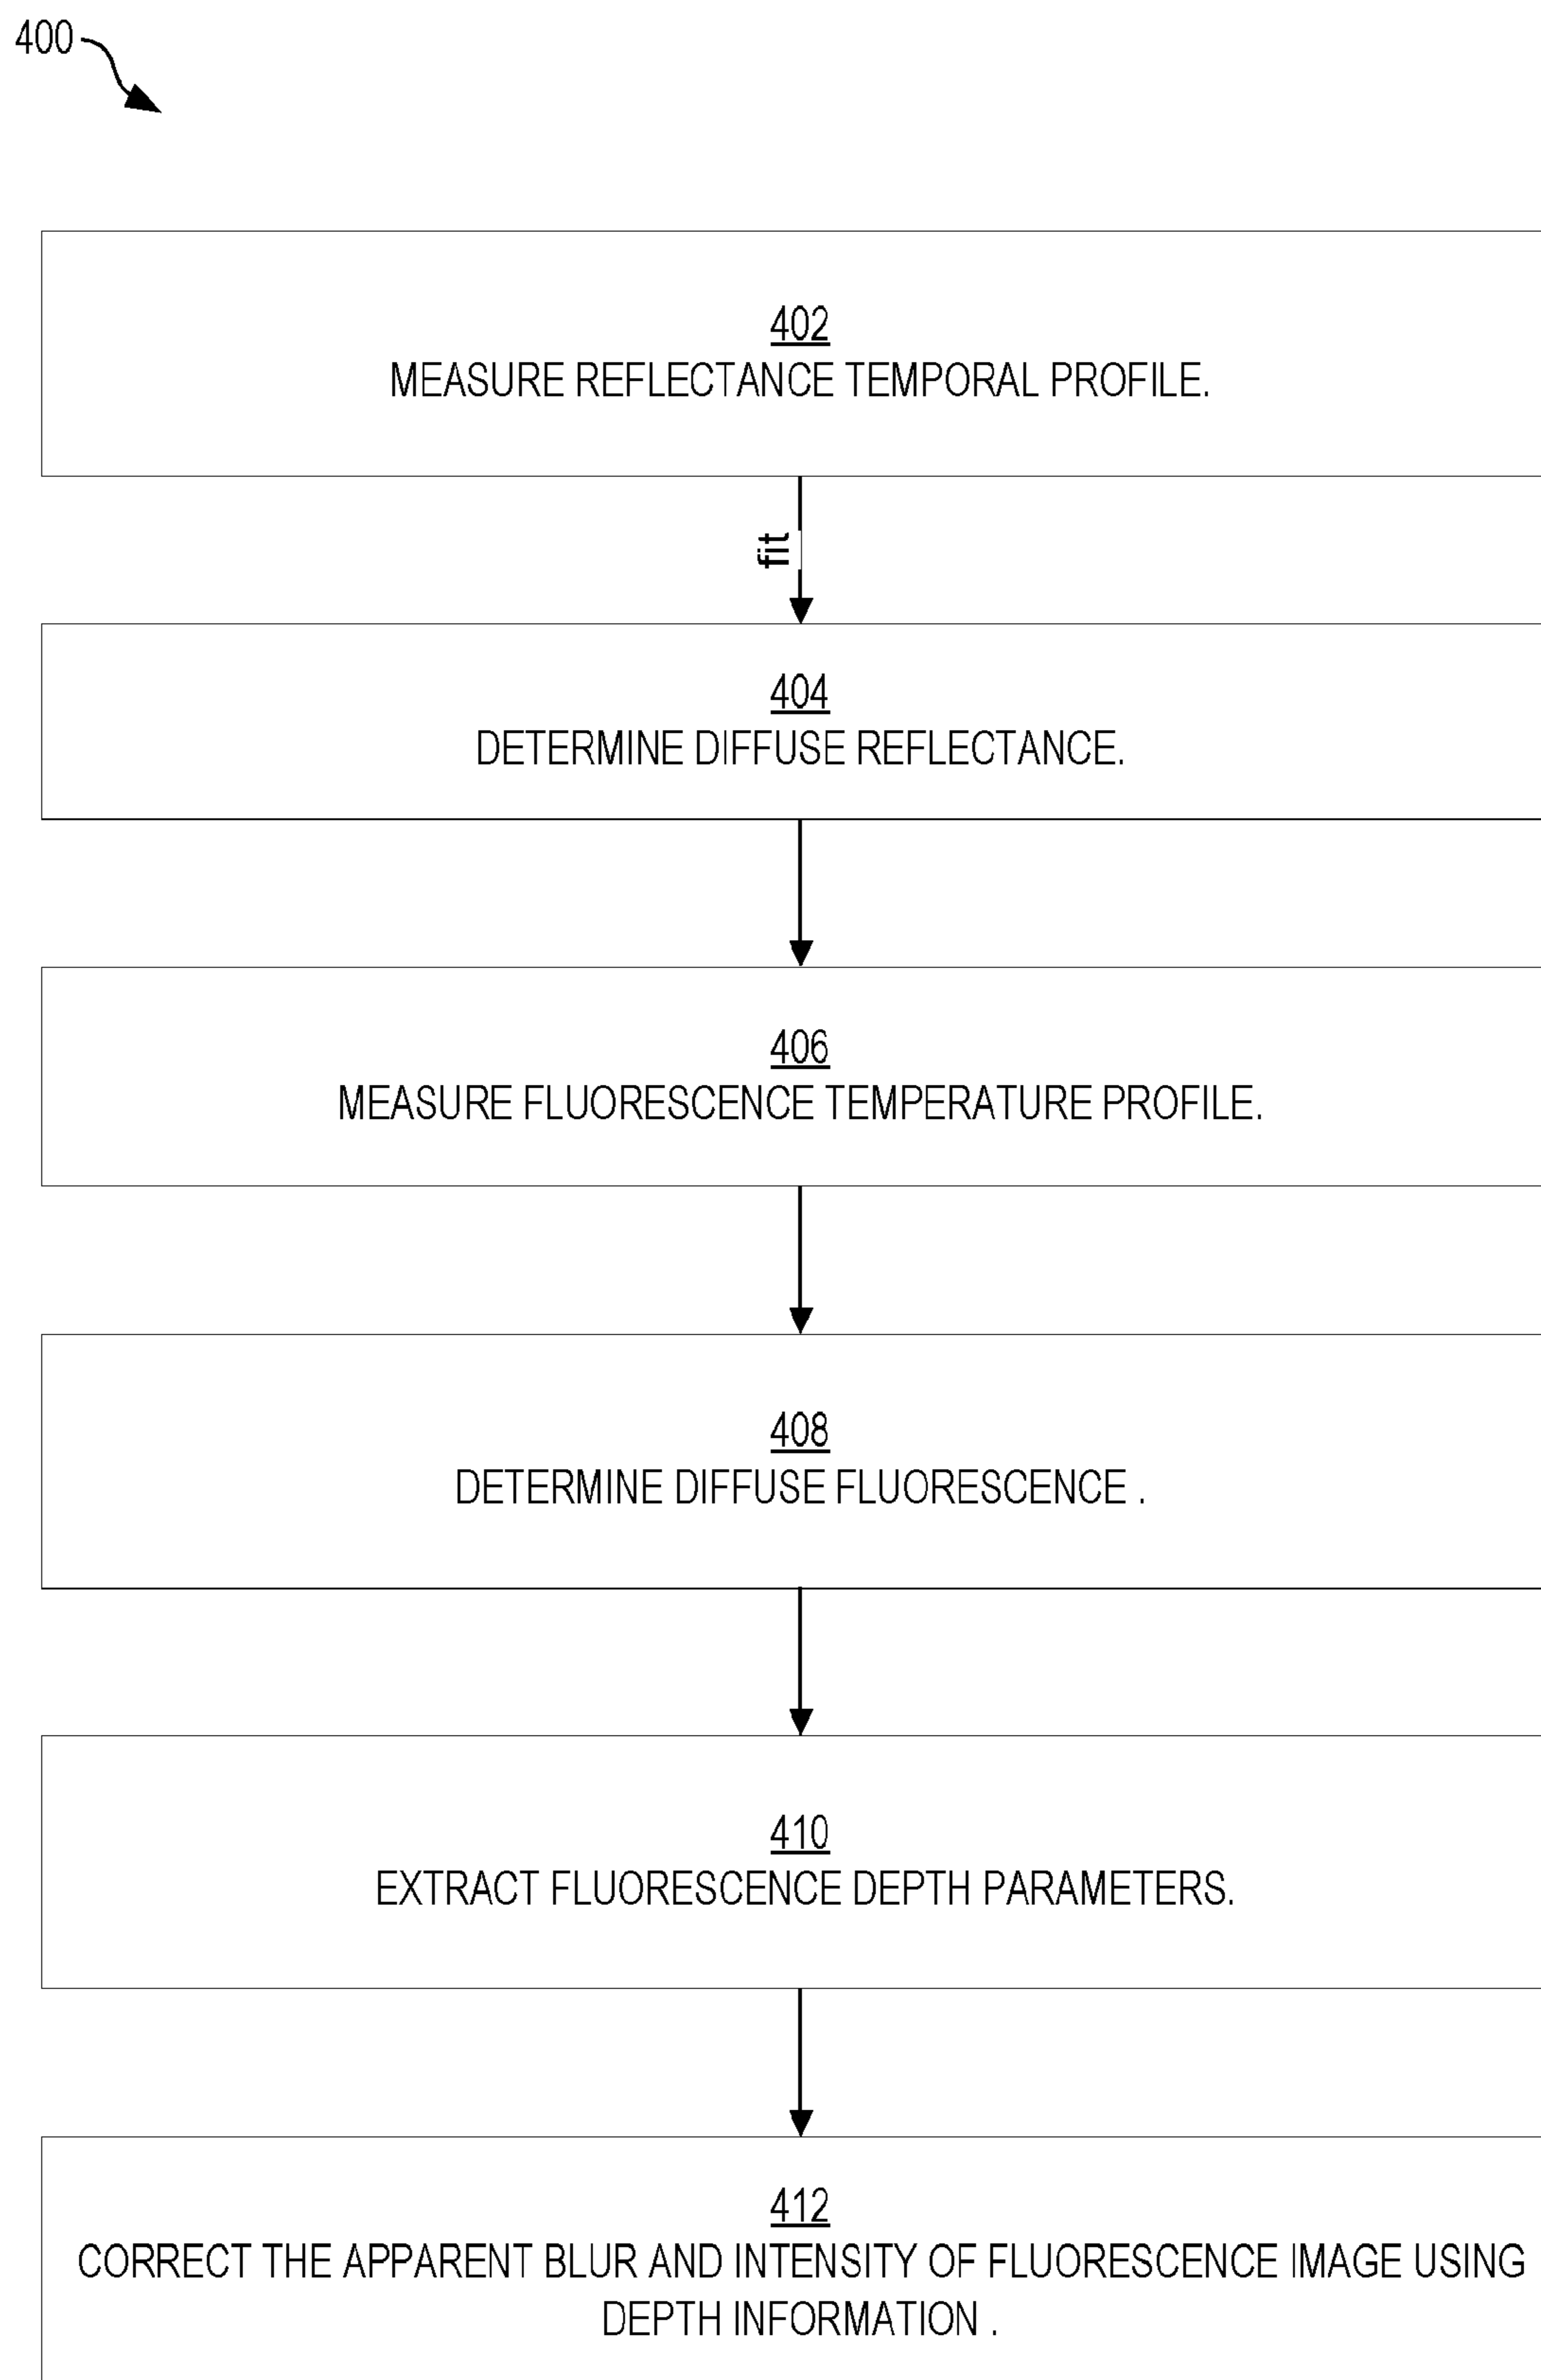 400
402
MEASURE REFLECTANCE TEMPORAL PROFILE.
fit
404
DETERMINE DIFFUSE REFLECTANCE.
406
MEASURE FLUORESCENCE TEMPERATURE PROFILE.
408
DETERMINE DIFFUSE FLUORESCENCE .
410
EXTRACT FLUORESCENCE DEPTH PARAMETERS.
412
CORRECT THE APPARENT BLUR AND INTENSITY OF FLUORESCENCE IMAGE USING
DEPTH INFORMATION .